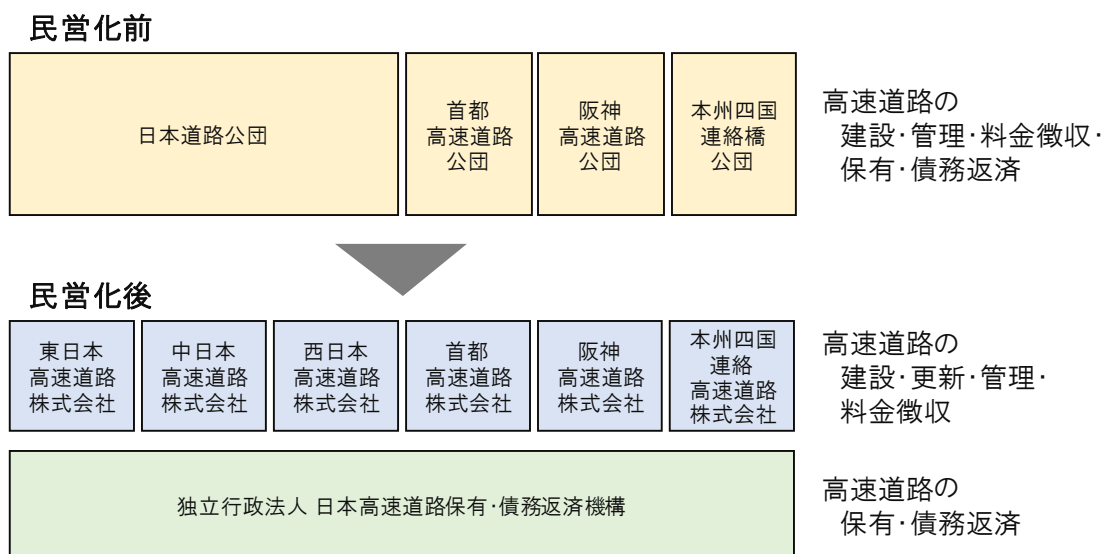 民営化前
日本道路公団
首都
高速道路
公団
阪神
高速道路
公団
本州四国
連絡橋
公団
高速道路の
建設･管理･料金徴収･
保有･債務返済
民営化後
東日本
高速道路
株式会社
中日本
高速道路
株式会社
西日本
高速道路
株式会社
首都
高速道路
株式会社
阪神
高速道路
株式会社
本州四国
連絡
高速道路
株式会社
高速道路の
建設･更新･管理･
料金徴収
独立行政法人 日本高速道路保有･債務返済機構
高速道路の
保有･債務返済